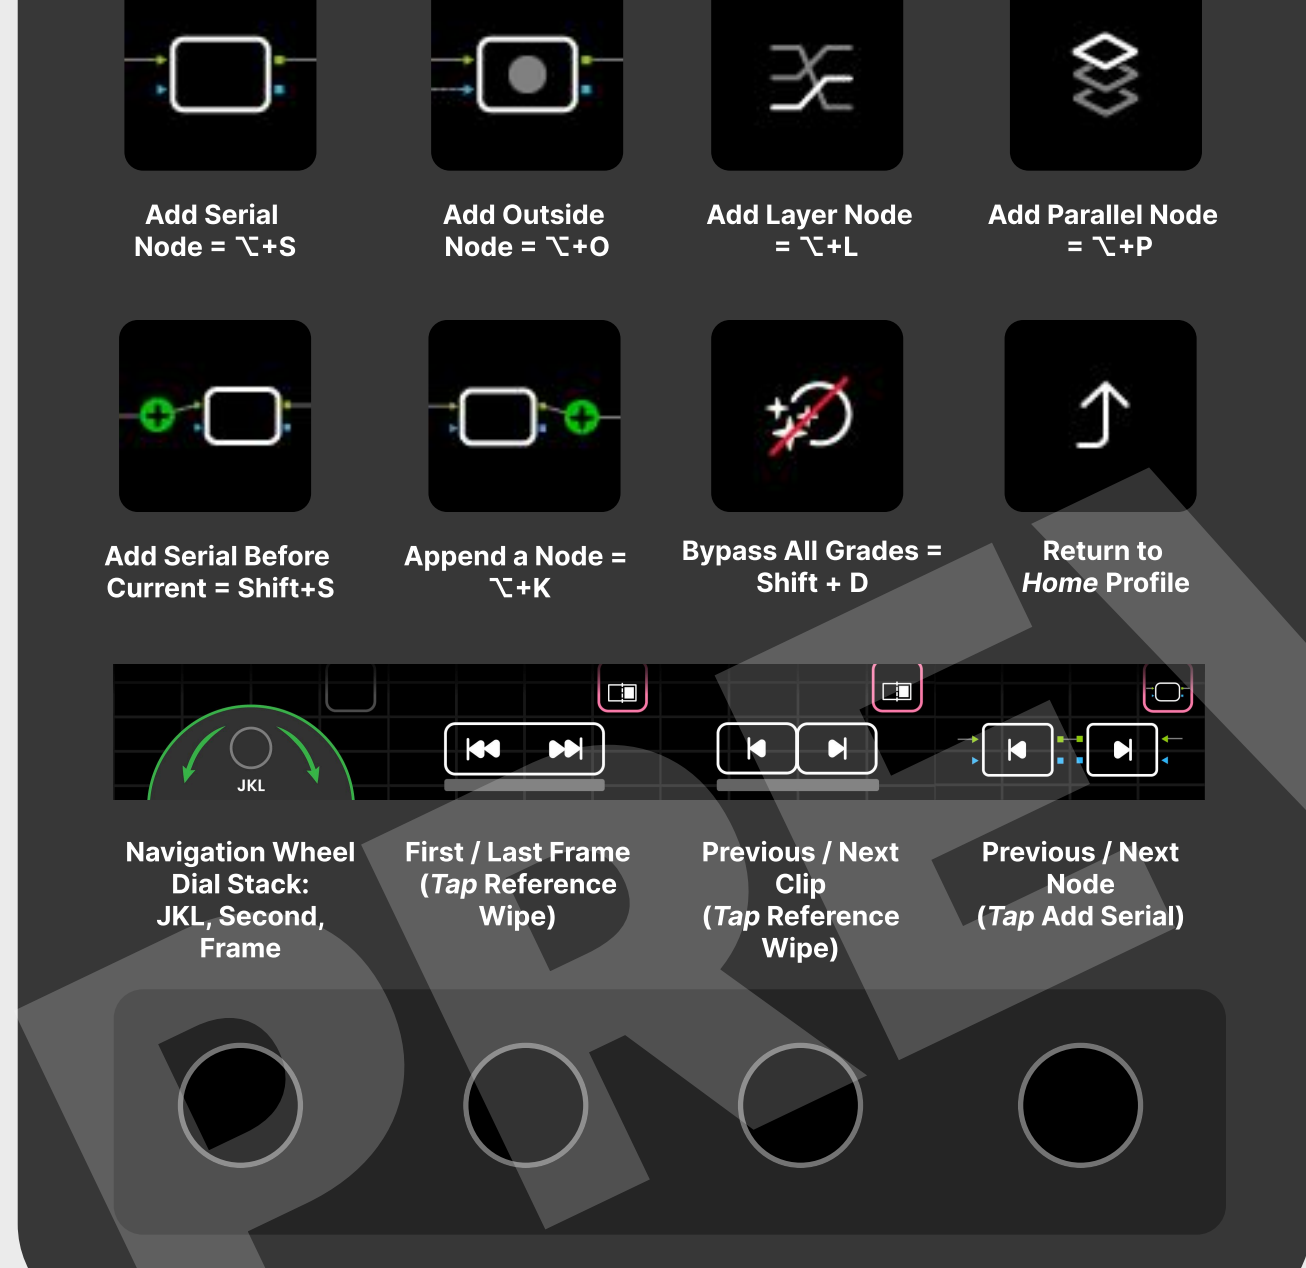 Add Serial
Node = ⌥+S
Add Outside
Node = ⌥+O
Add Layer Node
= ⌥+L
Add Parallel Node
= ⌥+P
Add Serial Before
Current = Shift+S
Append a Node =
⌥+K
Bypass All Grades =
Shift + D
Return to
Home Profile
JKL
Navigation Wheel
Dial Stack:
JKL, Second,
Frame
First / Last Frame
(Tap Reference
Wipe)
Previous / Next
Clip
(Tap Reference
Wipe)
Previous / Next
Node
(Tap Add Serial)